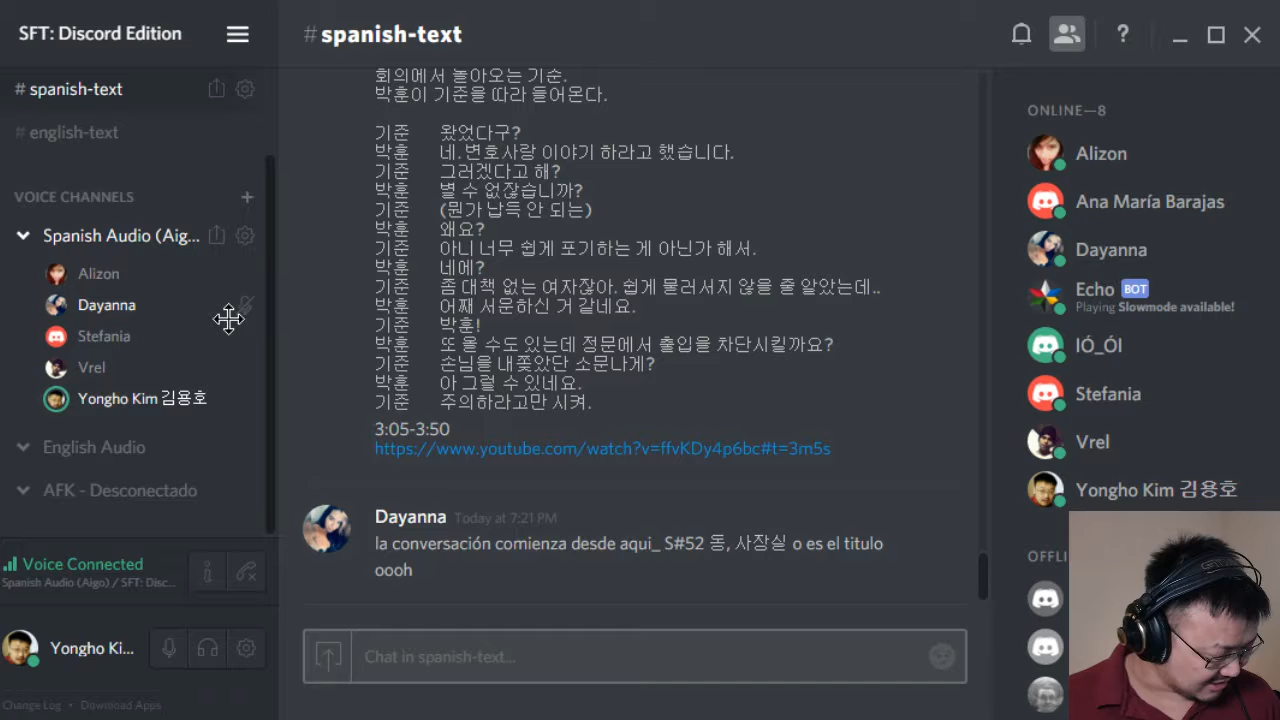 SFT: Discord Edition
# spanish-text
# english-text
VOICE CHANNELS
Spanish Audio (Aig...
Alizon
Dayanna
Stefania
Vrel
Yongho Kim 김용호
English Audio
AFK - Desconectado
Voice Connected
Spanish Audio (Aigo) / SFT: Disc...
Yongho Ki...
Change Log • Download Apps
# spanish-text
회의에서 놓아오는 기준.
박훈이 기준을 따라 들어온다.
기준 왔었다구?
박훈 네. 변호사랑 이야기 하라고 했습니다.
기준 그러겠다고 해?
박훈 별 수 없잖습니까?
기준 (뭔가 납득 안 되는)
박훈 왜요?
기준 아니 너무 쉽게 포기하는 게 아닌가 해서.
박훈 네에?
기준 좀 대책 없는 여자잖아. 쉽게 물러서지 않을 줄 알았는데..
박훈 어째 서운하신 거 같네요.
기준 박훈!
박훈 또 올 수도 있는데 정문에서 출입을 차단시킬까요?
기준 손님을 내쫓았단 소문나게?
박훈 아 그럴 수 있네요.
기준 주의하라고만 시켜.
3:05-3:50
https://www.youtube.com/watch?v=ffvKDy4p6bc#t=3m5s
Dayanna Today at 7:21 PM
la conversación comienza desde aqui_ S#52 동, 사장실 o es el titulo
oooh
Chat in spanish-text...
ONLINE—8
Alizon
Ana María Barajas
Dayanna
Echo BOT
Playing Slowmode available!
IÓ_ÓI
Stefania
Vrel
Yongho Kim 김용호
OFFLI